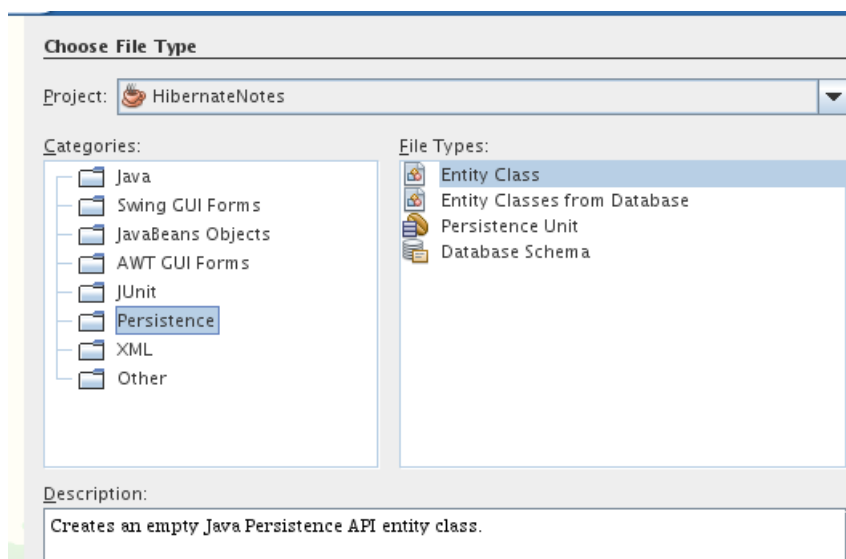 Choose File Type
Project: HibernateNotes
Categories:
Java
Swing GUI Forms
JavaBeans Objects
AWT GUI Forms
JUnit
Persistence
XML
Other
File Types:
Entity Class
Entity Classes from Database
Persistence Unit
Database Schema
Description:
Creates an empty Java Persistence API entity class.